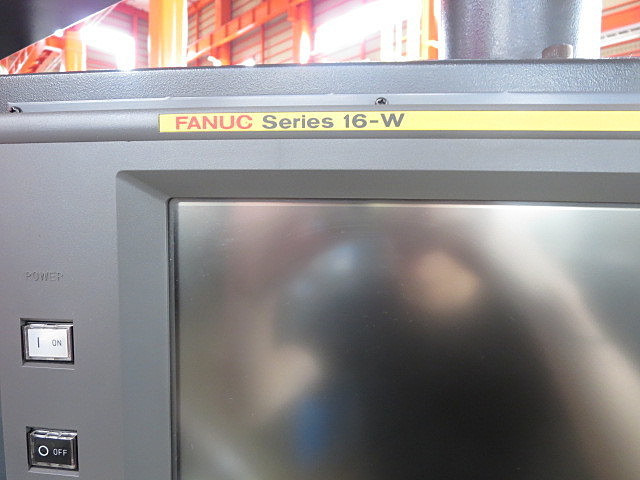 FANUC Series 16-W
POWER
I ON
O OFF